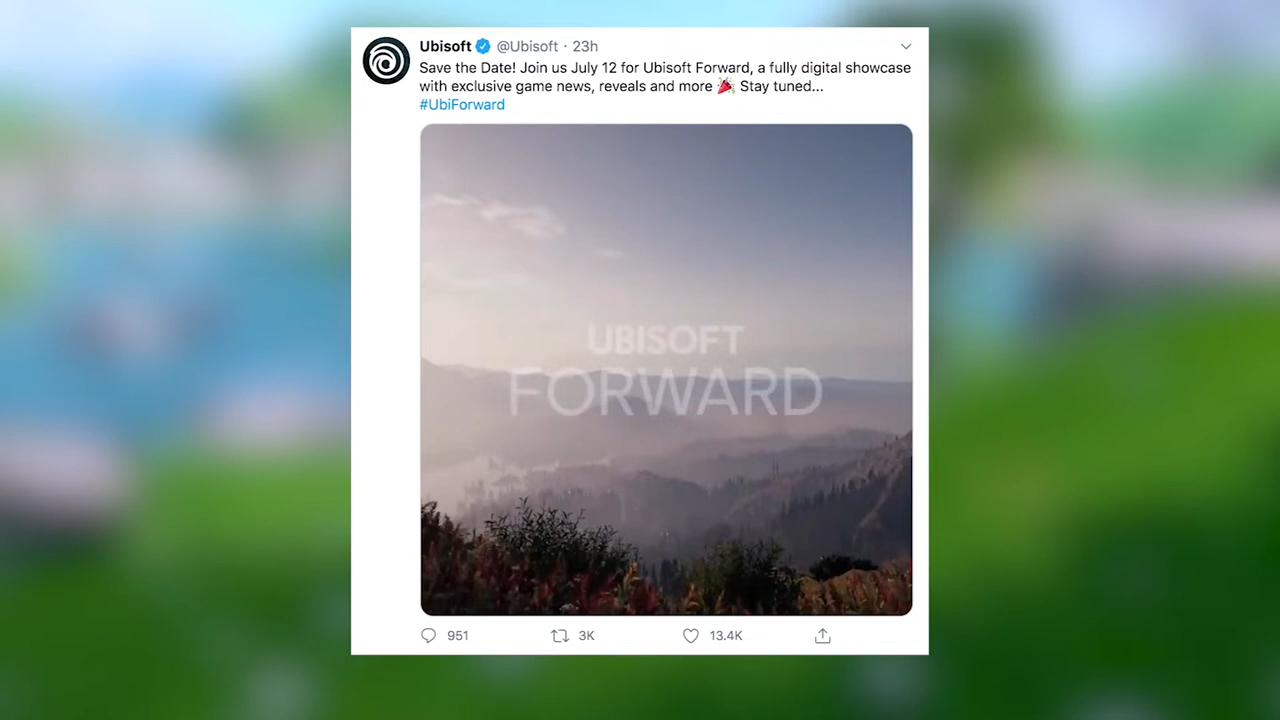 Ubisoft @Ubisoft · 23h
Save the Date! Join us July 12 for Ubisoft Forward, a fully digital showcase
with exclusive game news, reveals and more 🎉 Stay tuned...
#UbiForward
UBISOFT
FORWARD
951 3K 13.4K